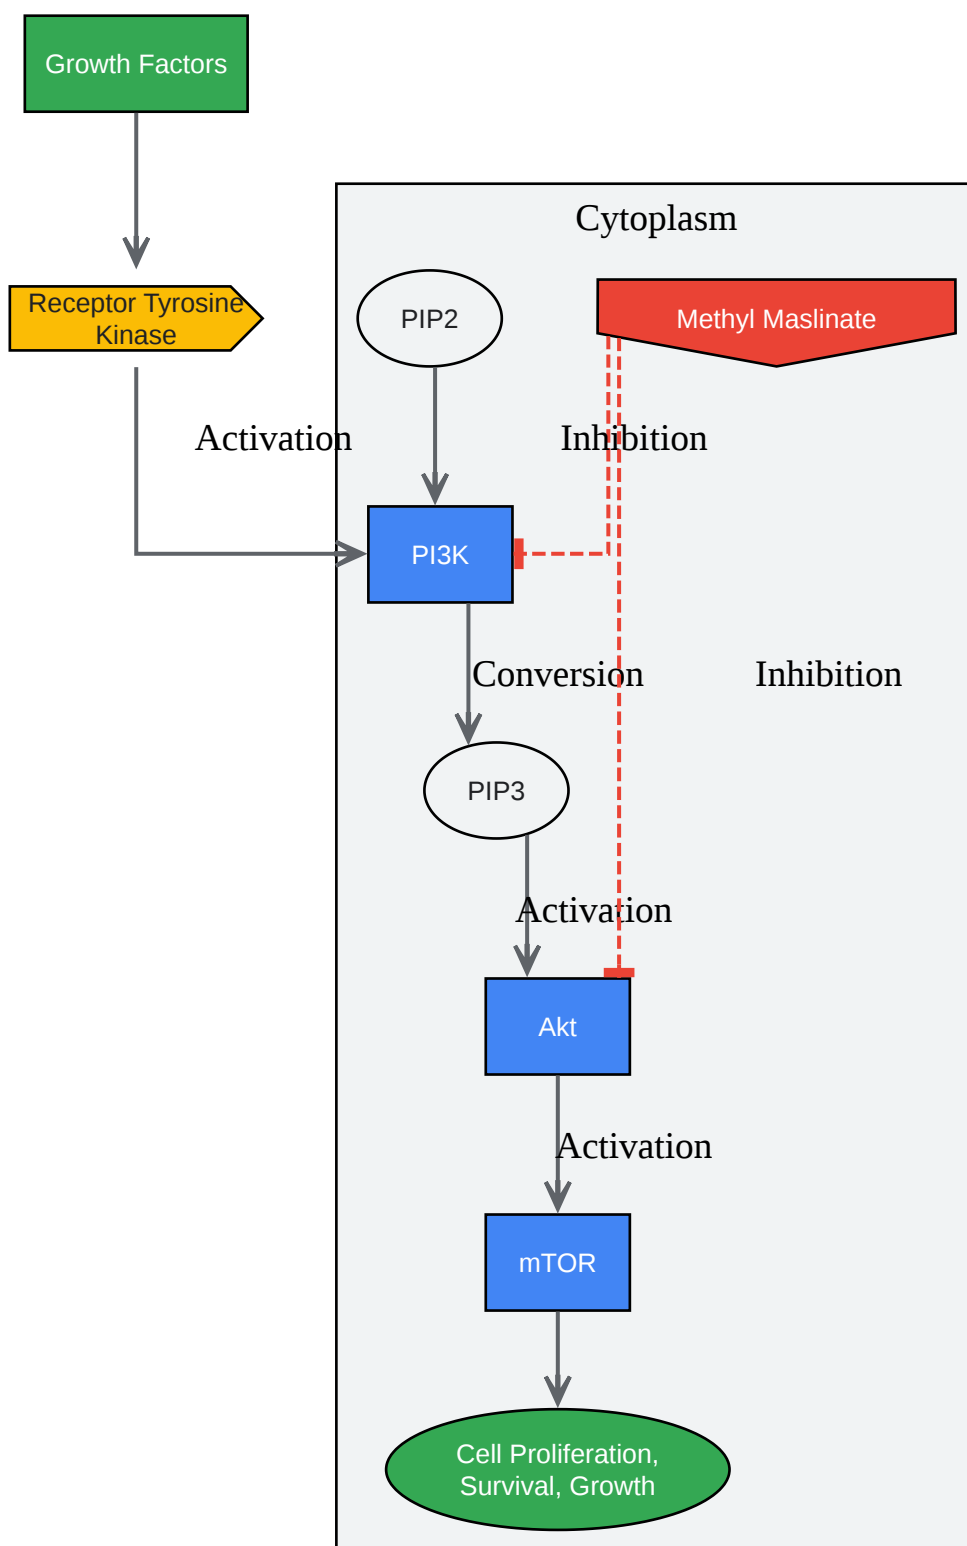 Growth Factors
Cytoplasm
Receptor Tyrosine
Kinase
PIP2
Methyl Maslinate
Activation
Inhibition
PI3K
Conversion
Inhibition
PIP3
Activation
Akt
Activation
mTOR
Cell Proliferation,
Survival, Growth